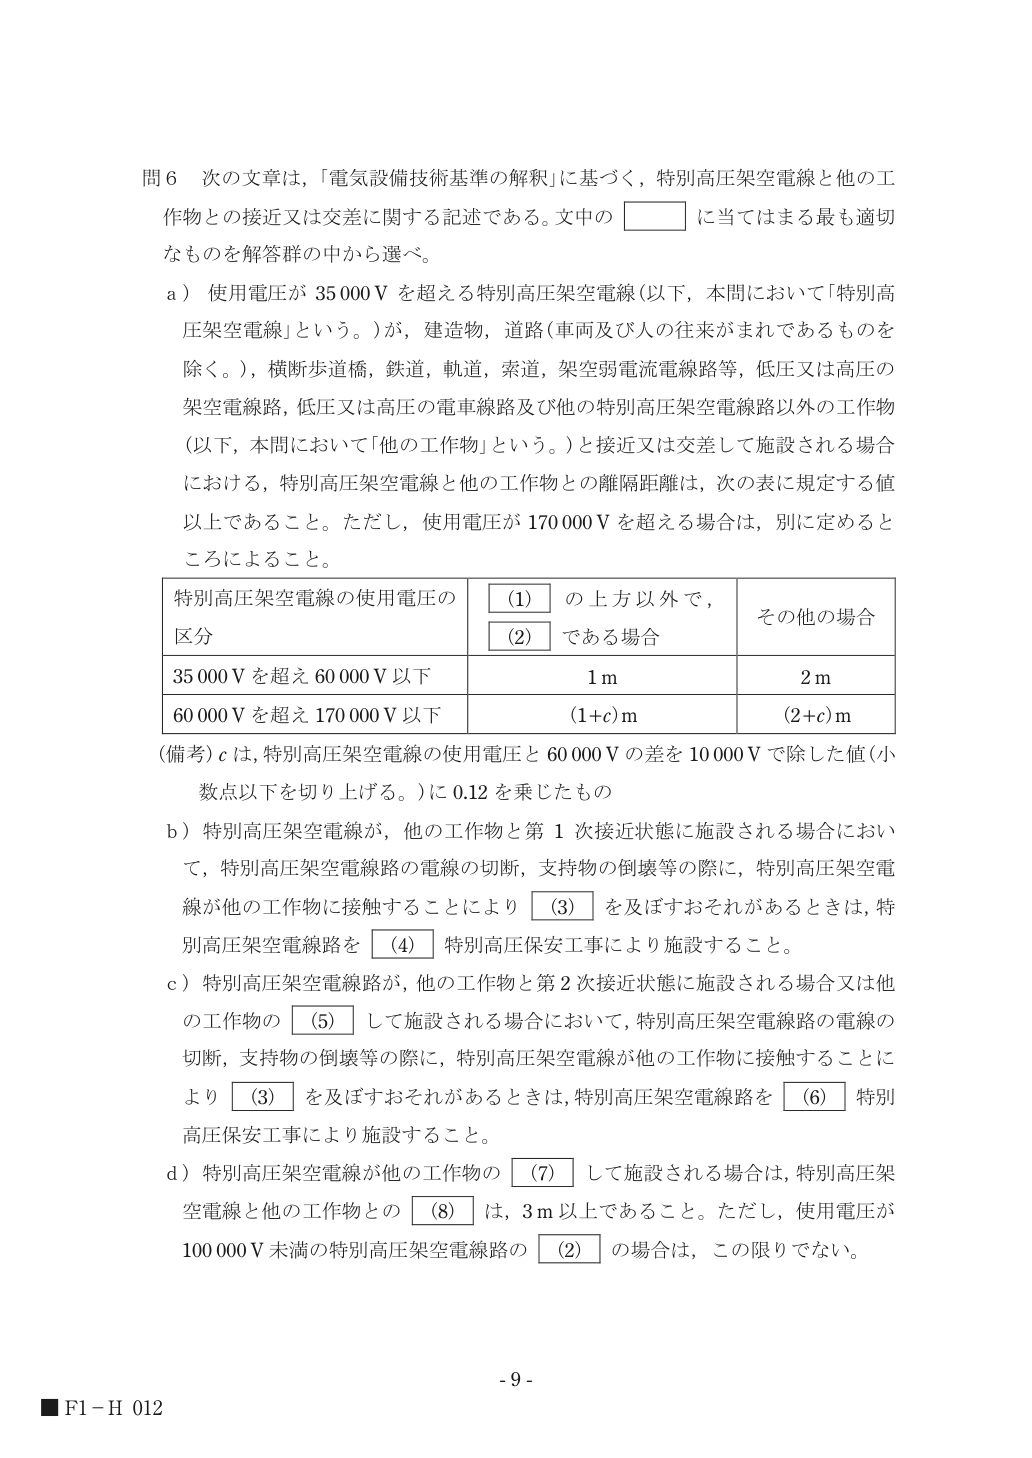 問6　次の文章は，「電気設備技術基準の解釈」に基づく，特別高圧架空電線と他の工
作物との接近又は交差に関する記述である。文中の　　　に当てはまる最も適切
なものを解答群の中から選べ。
a） 使用電圧が 35 000 V を超える特別高圧架空電線（以下，本問において「特別高
圧架空電線」という。）が，建造物，道路（車両及び人の往来がまれであるものを
除く。），横断歩道橋，鉄道，軌道，索道，架空弱電流電線路等，低圧又は高圧の
架空電線路，低圧又は高圧の電車線路及び他の特別高圧架空電線路以外の工作物
（以下，本問において「他の工作物」という。）と接近又は交差して施設される場合
における，特別高圧架空電線と他の工作物との離隔距離は，次の表に規定する値
以上であること。ただし，使用電圧が 170 000 V を超える場合は，別に定めると
ころによること。
特別高圧架空電線の使用電圧の
区分
(1) の上方以外で，
(2) である場合
その他の場合
35 000 V を超え 60 000 V 以下 1 m 2 m
60 000 V を超え 170 000 V 以下 (1+c)m (2+c)m
（備考）c は，特別高圧架空電線の使用電圧と 60 000 V の差を 10 000 V で除した値（小
数点以下を切り上げる。）に 0.12 を乗じたもの
b） 特別高圧架空電線が，他の工作物と第 1 次接近状態に施設される場合におい
て，特別高圧架空電線路の電線の切断，支持物の倒壊等の際に，特別高圧架空電
線が他の工作物に接触することにより (3) を及ぼすおそれがあるときは，特
別高圧架空電線路を (4) 特別高圧保安工事により施設すること。
c） 特別高圧架空電線路が，他の工作物と第 2 次接近状態に施設される場合又は他
の工作物の (5) して施設される場合において，特別高圧架空電線路の電線の
切断，支持物の倒壊等の際に，特別高圧架空電線が他の工作物に接触することに
より (3) を及ぼすおそれがあるときは，特別高圧架空電線路を (6) 特別
高圧保安工事により施設すること。
d） 特別高圧架空電線が他の工作物の (7) して施設される場合は，特別高圧架
空電線と他の工作物との (8) は，3 m 以上であること。ただし，使用電圧が
100 000 V 未満の特別高圧架空電線路の (2) の場合は，この限りでない。
- 9 -
■ F1－H 012